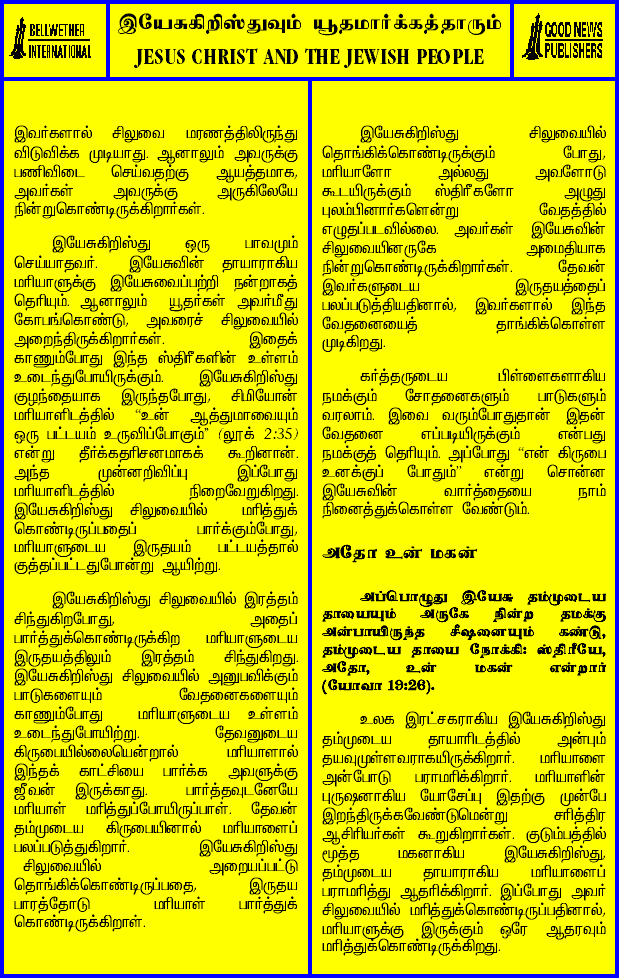 BELLWETHER
INTERNATIONAL
இயேசுகிறிஸ்துவும் யூதமார்க்கத்தாரும்
JESUS CHRIST AND THE JEWISH PEOPLE
GOOD NEWS
PUBLISHERS
இவர்களால் சிலுவை மரணத்திலிருந்து
விடுவிக்க முடியாது. ஆனாலும் அவருக்கு
பணிவிடை செய்வதற்கு ஆயத்தமாக,
அவர்கள் அவருக்கு அருகிலேயே
நின்றுகொண்டிருக்கிறார்கள்.
இயேசுகிறிஸ்து ஒரு பாவமும்
செய்யாதவர். இயேசுவின் தாயாராகிய
மரியாளுக்கு இயேசுவைப்பற்றி நன்றாகத்
தெரியும். ஆனாலும் யூதர்கள் அவர்மீது
கோபங்கொண்டு, அவரைச் சிலுவையில்
அறைந்திருக்கிறார்கள். இதைக்
காணும்போது இந்த ஸ்திரீகளின் உள்ளம்
உடைந்துபோயிருக்கும். இயேசுகிறிஸ்து
குழந்தையாக இருந்தபோது, சிமியோன்
மரியாளிடத்தில் “உன் ஆத்துமாவையும்
ஒரு பட்டயம் உருவிப்போகும்” (லூக் 2:35)
என்று தீர்க்கதரிசனமாகக் கூறினான்.
அந்த முன்னறிவிப்பு இப்போது
மரியாளிடத்தில் நிறைவேறுகிறது.
இயேசுகிறிஸ்து சிலுவையில் மரித்துக்
கொண்டிருப்பதைப் பார்க்கும்போது,
மரியாளுடைய இருதயம் பட்டயத்தால்
குத்தப்பட்டதுபோன்று ஆயிற்று.
இயேசுகிறிஸ்து சிலுவையில் இரத்தம்
சிந்துகிறபோது, அதைப்
பார்த்துக்கொண்டிருக்கிற மரியாளுடைய
இருதயத்திலும் இரத்தம் சிந்துகிறது.
இயேசுகிறிஸ்து சிலுவையில் அனுபவிக்கும்
பாடுகளையும் வேதனைகளையும்
காணும்போது மரியாளுடைய உள்ளம்
உடைந்துபோயிற்று. தேவனுடைய
கிருபையில்லையென்றால் மரியாளால்
இந்தக் காட்சியை பார்க்க அவளுக்கு
ஜீவன் இருக்காது. பார்த்தவுடனேயே
மரியாள் மரித்துப்போயிருப்பாள். தேவன்
தம்முடைய கிருபையினால் மரியாளைப்
பலப்படுத்துகிறார். இயேசுகிறிஸ்து
சிலுவையில் அறையப்பட்டு
தொங்கிக்கொண்டிருப்பதை, இருதய
பாரத்தோடு மரியாள் பார்த்துக்
கொண்டிருக்கிறாள்.
இயேசுகிறிஸ்து சிலுவையில்
தொங்கிக்கொண்டிருக்கும் போது,
மரியாளோ அல்லது அவளோடு
கூடயிருக்கும் ஸ்திரீகளோ அழுது
புலம்பினார்களென்று வேதத்தில்
எழுதப்படவில்லை. அவர்கள் இயேசுவின்
சிலுவையினருகே அமைதியாக
நின்றுகொண்டிருக்கிறார்கள். தேவன்
இவர்களுடைய இருதயத்தைப்
பலப்படுத்தியதினால், இவர்களால் இந்த
வேதனையைத் தாங்கிக்கொள்ள
முடிகிறது.
கர்த்தருடைய பிள்ளைகளாகிய
நமக்கும் சோதனைகளும் பாடுகளும்
வரலாம். இவை வரும்போதுதான் இதன்
வேதனை எப்படியிருக்கும் என்பது
நமக்குத் தெரியும். அப்போது “என் கிருபை
உனக்குப் போதும்” என்று சொன்ன
இயேசுவின் வார்த்தையை நாம்
நினைத்துக்கொள்ள வேண்டும்.
அதோ உன் மகன்
அப்பொழுது இயேசு தம்முடைய
தாயையும் அருகே நின்ற தமக்கு
அன்பாயிருந்த சீஷனையும் கண்டு,
தம்முடைய தாயை நோக்கி: ஸ்திரீயே,
அதோ, உன் மகன் என்றார்
(யோவா 19:26).
உலக இரட்சகராகிய இயேசுகிறிஸ்து
தம்முடைய தாயாரிடத்தில் அன்பும்
தயவுமுள்ளவராகயிருக்கிறார். மரியாளை
அன்போடு பராமரிக்கிறார். மரியாளின்
புருஷனாகிய யோசேப்பு இதற்கு முன்பே
இறந்திருக்கவேண்டுமென்று சரித்திர
ஆசிரியர்கள் கூறுகிறார்கள். குடும்பத்தில்
மூத்த மகனாகிய இயேசுகிறிஸ்து,
தம்முடைய தாயாராகிய மரியாளைப்
பராமரித்து ஆதரிக்கிறார். இப்போது அவர்
சிலுவையில் மரித்துக்கொண்டிருப்பதினால்,
மரியாளுக்கு இருக்கும் ஒரே ஆதரவும்
மரித்துக்கொண்டிருக்கிறது.